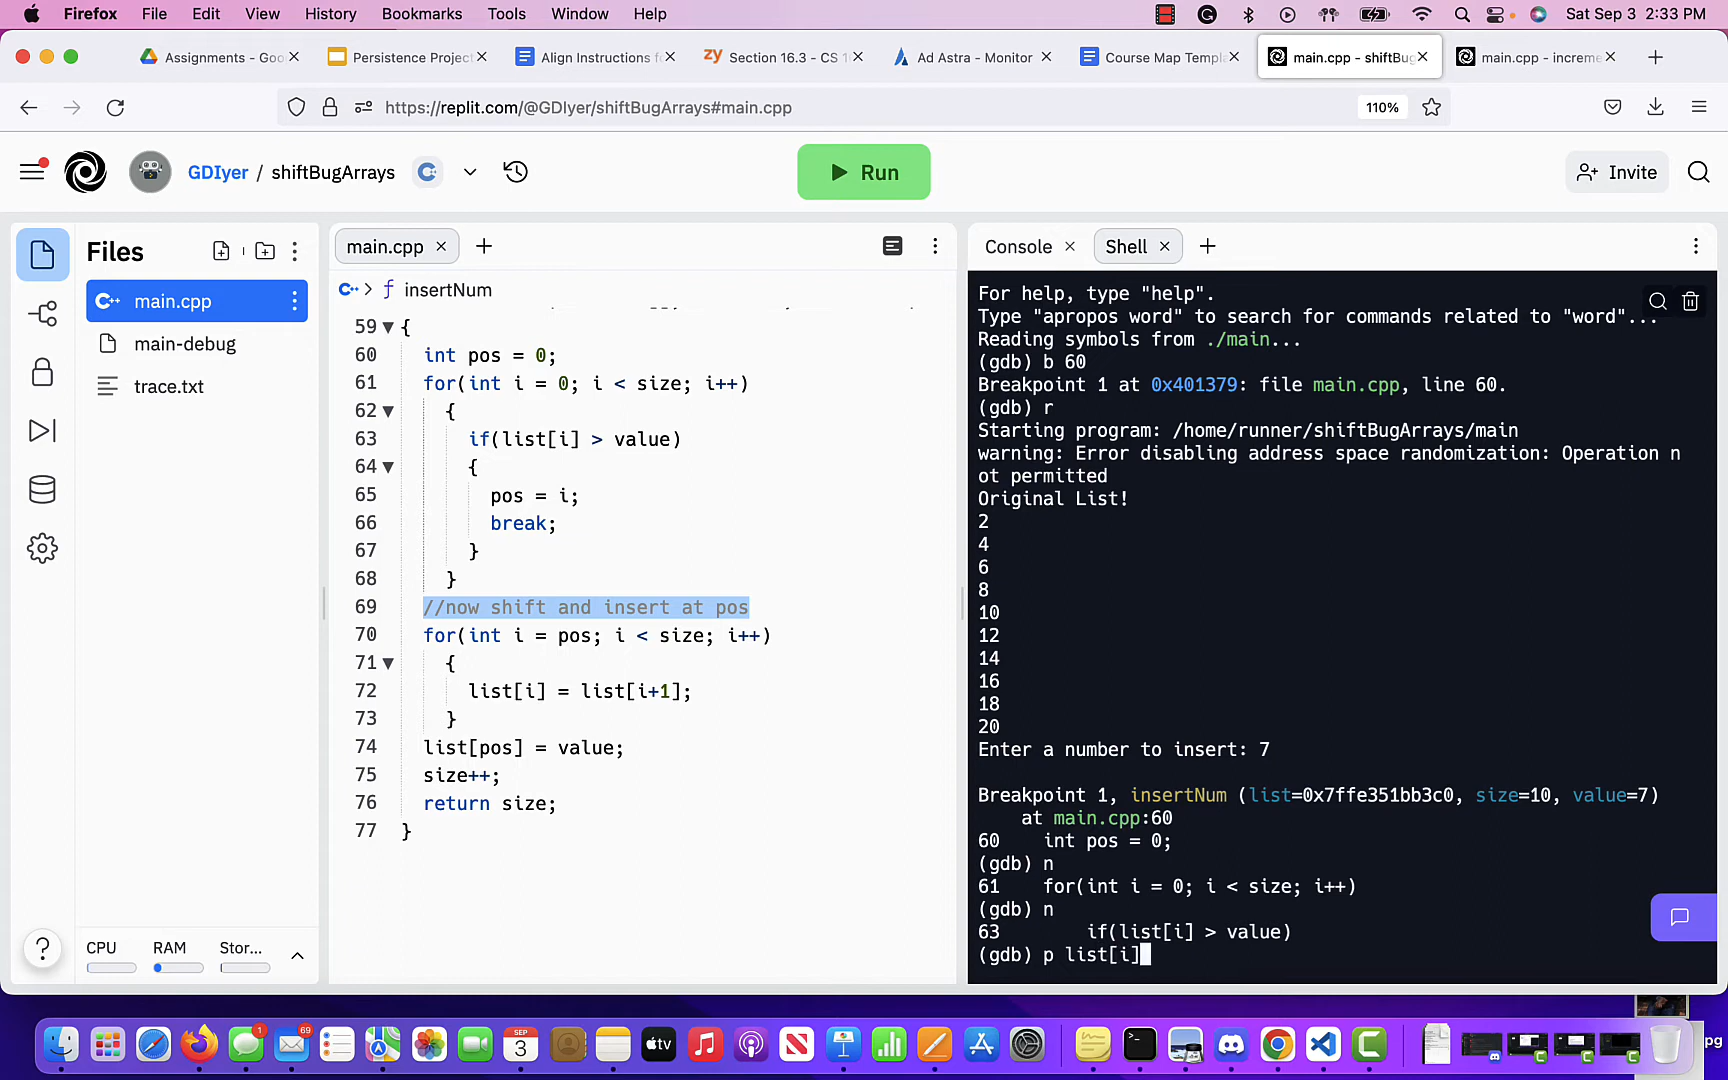 Firefox File Edit View History Bookmarks Tools Window Help Sat Sep 3 2:33 PM
Assignments - Goo Persistence Project Align Instructions fo zy Section 16.3 - CS 1 Ad Astra - Monitor Course Map Templ main.cpp - shiftBug main.cpp - increme
https://replit.com/@GDIyer/shiftBugArrays#main.cpp 110%
GDIyer / shiftBugArrays Run Invite
Files
main.cpp
main-debug
trace.txt
CPU RAM Stor...
main.cpp
insertNum
59 {
60 int pos = 0;
61 for(int i = 0; i < size; i++)
62 {
63 if(list[i] > value)
64 {
65 pos = i;
66 break;
67 }
68 }
69 //now shift and insert at pos
70 for(int i = pos; i < size; i++)
71 {
72 list[i] = list[i+1];
73 }
74 list[pos] = value;
75 size++;
76 return size;
77 }
Console Shell
For help, type "help".
Type "apropos word" to search for commands related to "word"...
Reading symbols from ./main...
(gdb) b 60
Breakpoint 1 at 0x401379: file main.cpp, line 60.
(gdb) r
Starting program: /home/runner/shiftBugArrays/main
warning: Error disabling address space randomization: Operation n
ot permitted
Original List!
2
4
6
8
10
12
14
16
18
20
Enter a number to insert: 7
Breakpoint 1, insertNum (list=0x7ffe351bb3c0, size=10, value=7)
at main.cpp:60
60 int pos = 0;
(gdb) n
61 for(int i = 0; i < size; i++)
(gdb) n
63 if(list[i] > value)
(gdb) p list[i]
1 69 SEP 3 tv
pg